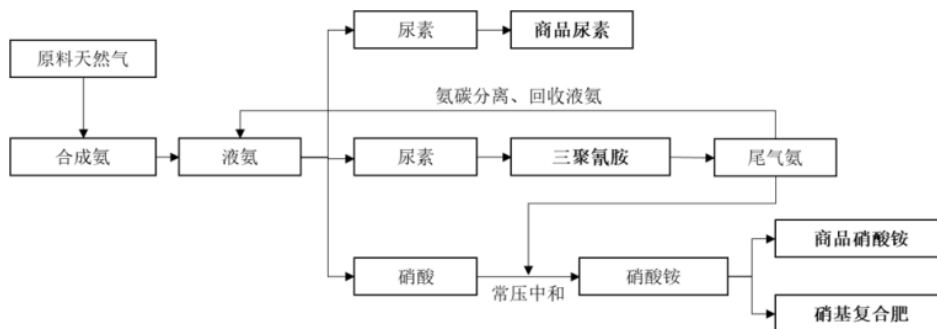 尿素
商品尿素
原料天然气
氨碳分离、回收液氨
合成氨
液氨
尿素
三聚氰胺
尾气氨
商品硝酸铵
硝酸
常压中和
硝酸铵
硝基复合肥